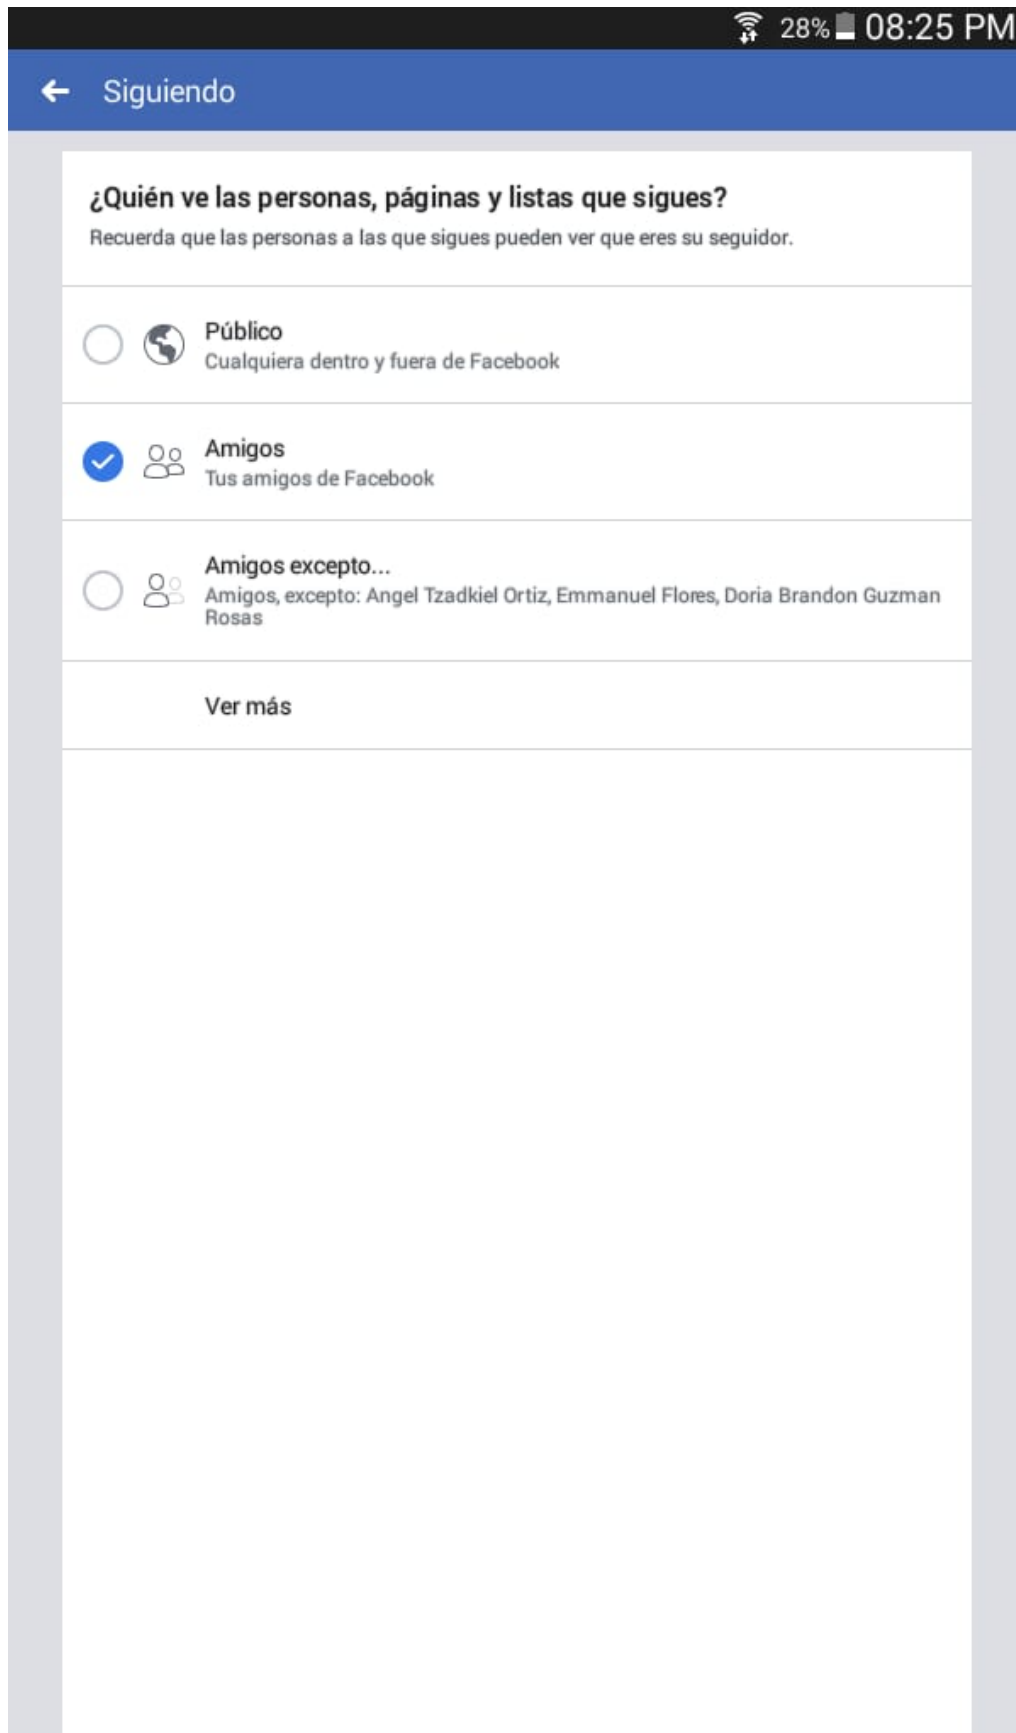 28% 08:25 PM
Siguiendo
¿Quién ve las personas, páginas y listas que sigues?
Recuerda que las personas a las que sigues pueden ver que eres su seguidor.
Público
Cualquiera dentro y fuera de Facebook
Amigos
Tus amigos de Facebook
Amigos excepto...
Amigos, excepto: Angel Tzadkiel Ortiz, Emmanuel Flores, Doria Brandon Guzman
Rosas
Ver más